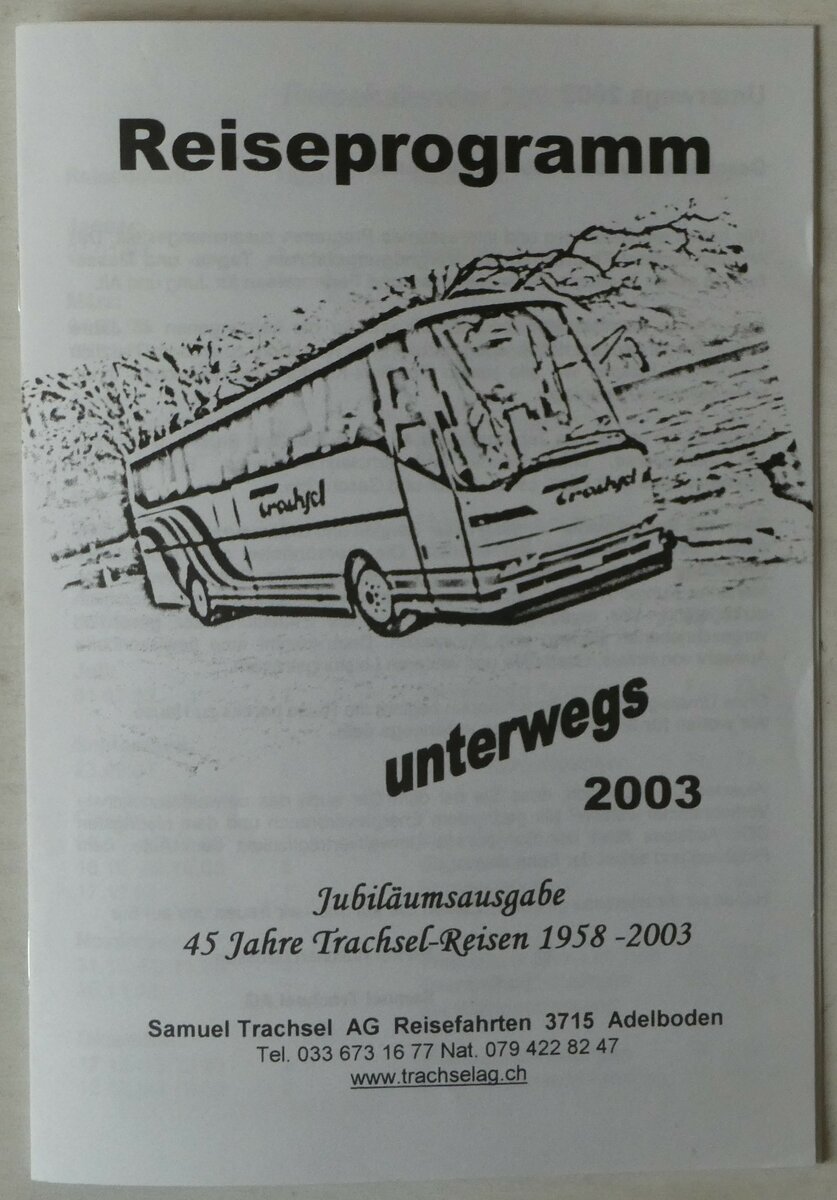 Reiseprogramm
Trachsel
Trachsel
unterwegs
2003
Jubiläumsausgabe
45 Jahre Trachsel-Reisen 1958 -2003
Samuel Trachsel AG Reisefahrten 3715 Adelboden
Tel. 033 673 16 77 Nat. 079 422 82 47
www.trachselag.ch